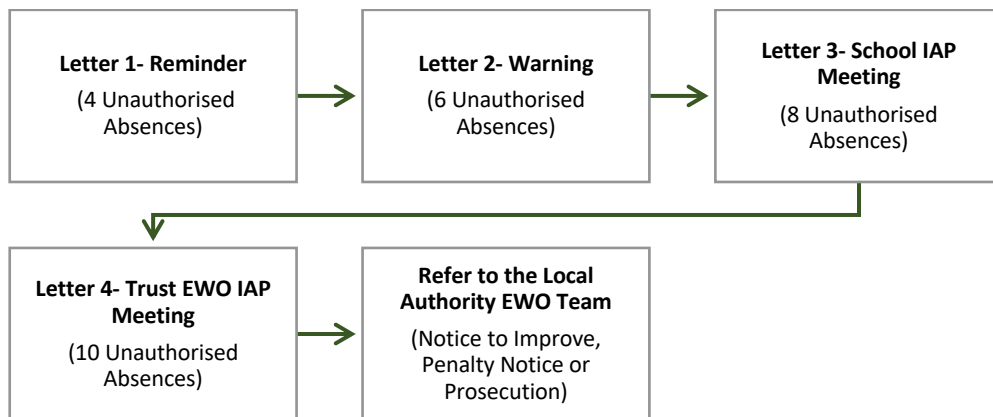 Letter 1- Reminder
(4 Unauthorised
Absences)
Letter 2- Warning
(6 Unauthorised
Absences)
Letter 3- School IAP
Meeting
(8 Unauthorised
Absences)
Letter 4- Trust EWO IAP
Meeting
(10 Unauthorised
Absences)
Refer to the Local
Authority EWO Team
(Notice to Improve,
Penalty Notice or
Prosecution)